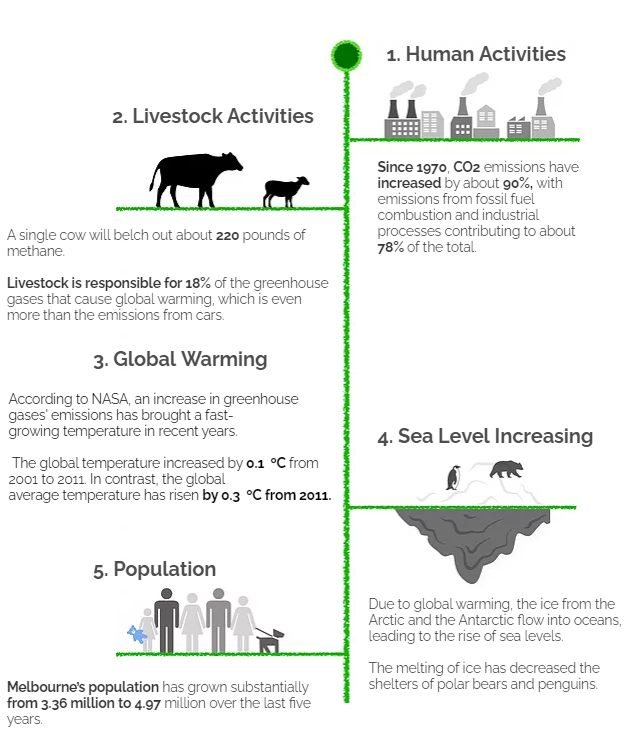 1. Human Activities
Since 1970, CO2 emissions have
increased by about 90%, with
emissions from fossil fuel
combustion and industrial
processes contributing to about
78% of the total.
2. Livestock Activities
A single cow will belch out about 220 pounds of
methane.
Livestock is responsible for 18% of the greenhouse
gases that cause global warming, which is even
more than the emissions from cars.
3. Global Warming
According to NASA, an increase in greenhouse
gases' emissions has brought a fast-
growing temperature in recent years.
The global temperature increased by 0.1 °C from
2001 to 2011. In contrast, the global
average temperature has risen by 0.3 °C from 2011.
4. Sea Level Increasing
Due to global warming, the ice from the
Arctic and the Antarctic flow into oceans,
leading to the rise of sea levels.
The melting of ice has decreased the
shelters of polar bears and penguins.
5. Population
Melbourne's population has grown substantially
from 3.36 million to 4.97 million over the last five
years.